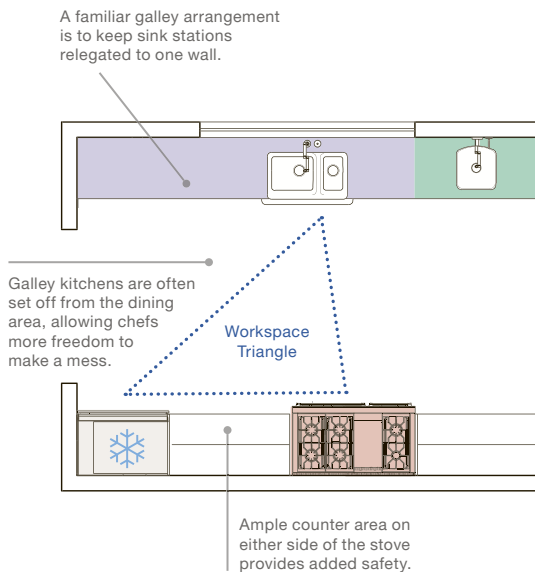 A familiar galley arrangement
is to keep sink stations
relegated to one wall.
Galley kitchens are often
set off from the dining
area, allowing chefs
more freedom to
make a mess.
Workspace
Triangle
Ample counter area on
either side of the stove
provides added safety.